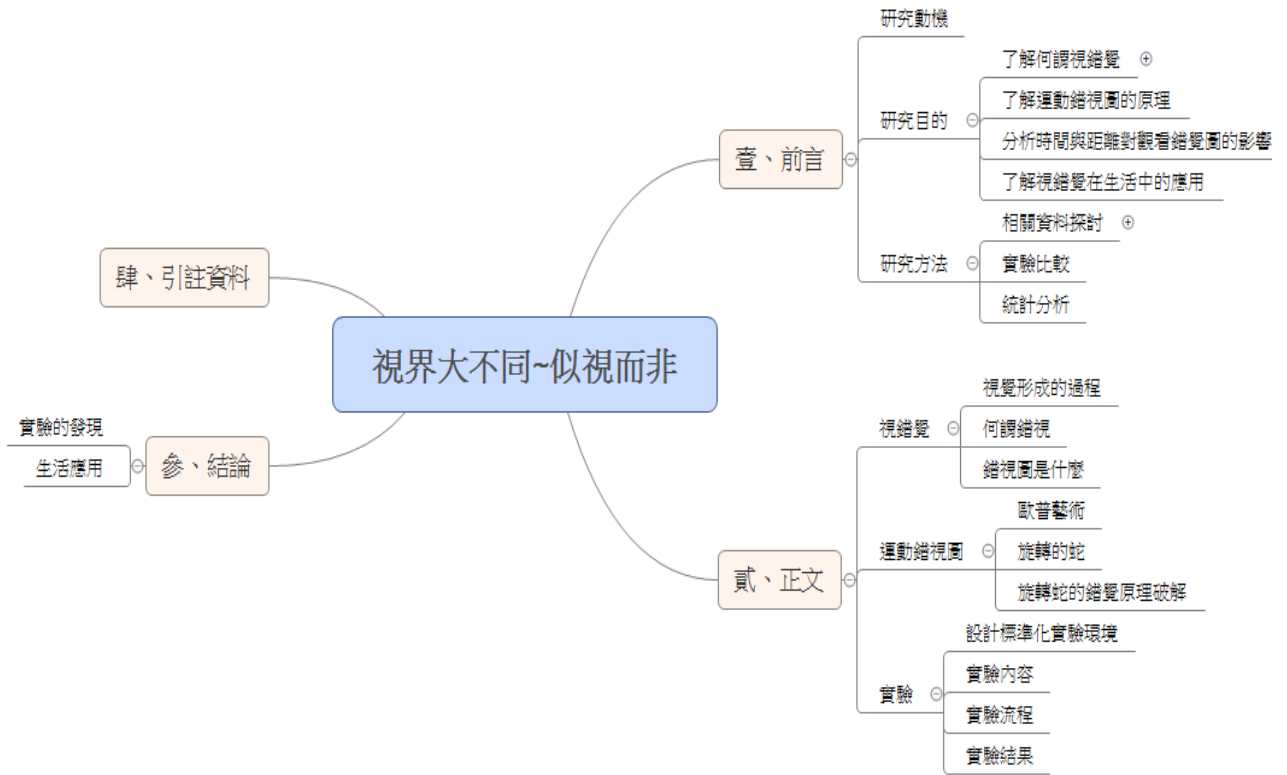 視界大不同~似視而非
壹、前言
研究動機
研究目的
了解何謂視錯覺
了解運動錯視圖的原理
分析時間與距離對觀看錯覺圖的影響
了解視錯覺在生活中的應用
研究方法
相關資料探討
實驗比較
統計分析
貳、正文
視錯覺
視覺形成的過程
何謂錯視
錯視圖是什麼
運動錯視圖
歐普藝術
旋轉的蛇
旋轉蛇的錯覺原理破解
實驗
設計標準化實驗環境
實驗內容
實驗流程
實驗結果
參、結論
實驗的發現
生活應用
肆、引註資料